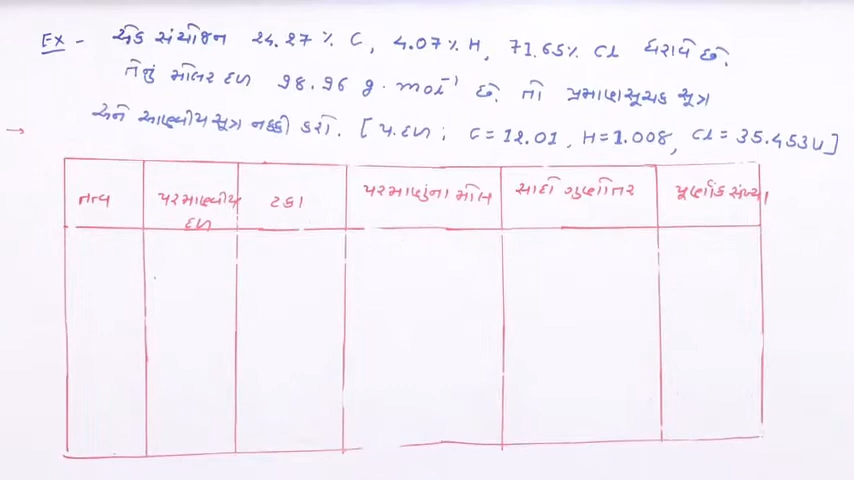 Ex - એક સંયોજન 24.27% C, 4.07% H, 71.65% Cl ધરાવે છે.
તેનું મોલર દળ 98.96 g.mol⁻¹ છે. તો પ્રમાણસૂચક સૂત્ર
→ અને આણ્વીય સૂત્ર નક્કી કરો. [ પ.દળ ; C = 12.01 , H = 1.008, Cl = 35.453 u ]
તત્વ પરમાણ્વીય દળ ટકા પરમાણુંના મોલ સાદો ગુણોતર પૂર્ણાંક સંખ્યા